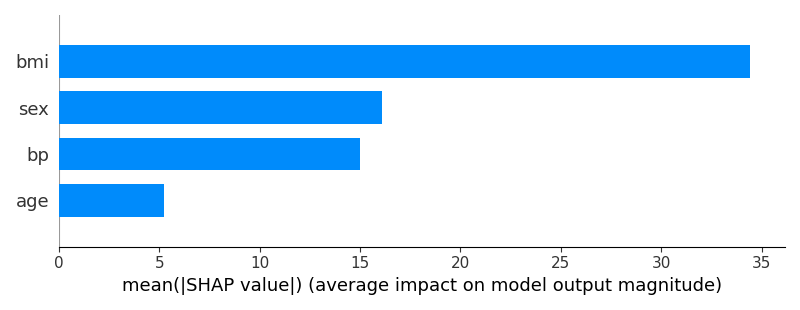 bmi
sex
bp
age
0 5 10 15 20 25 30 35
mean(|SHAP value|) (average impact on model output magnitude)